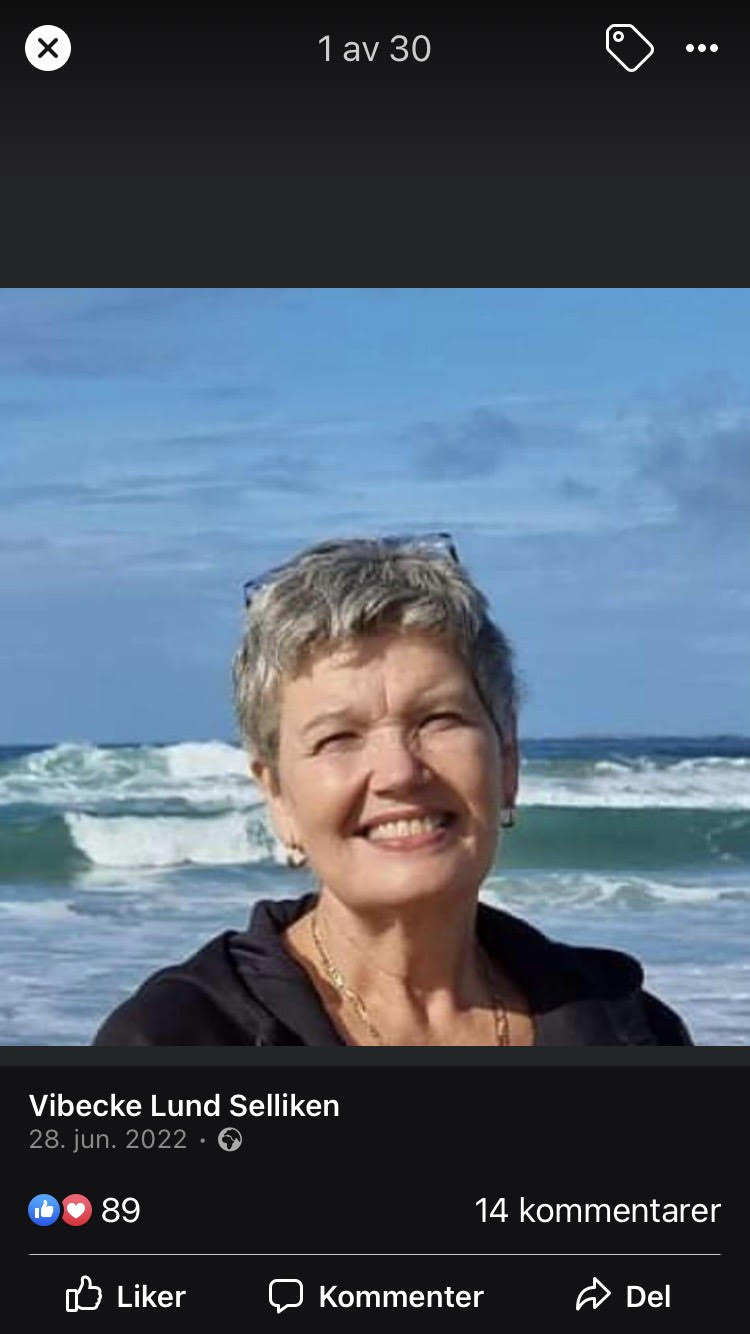 1 av 30
Vibecke Lund Selliken
28. jun. 2022 ·
89
14 kommentarer
Liker
Kommenter
Del